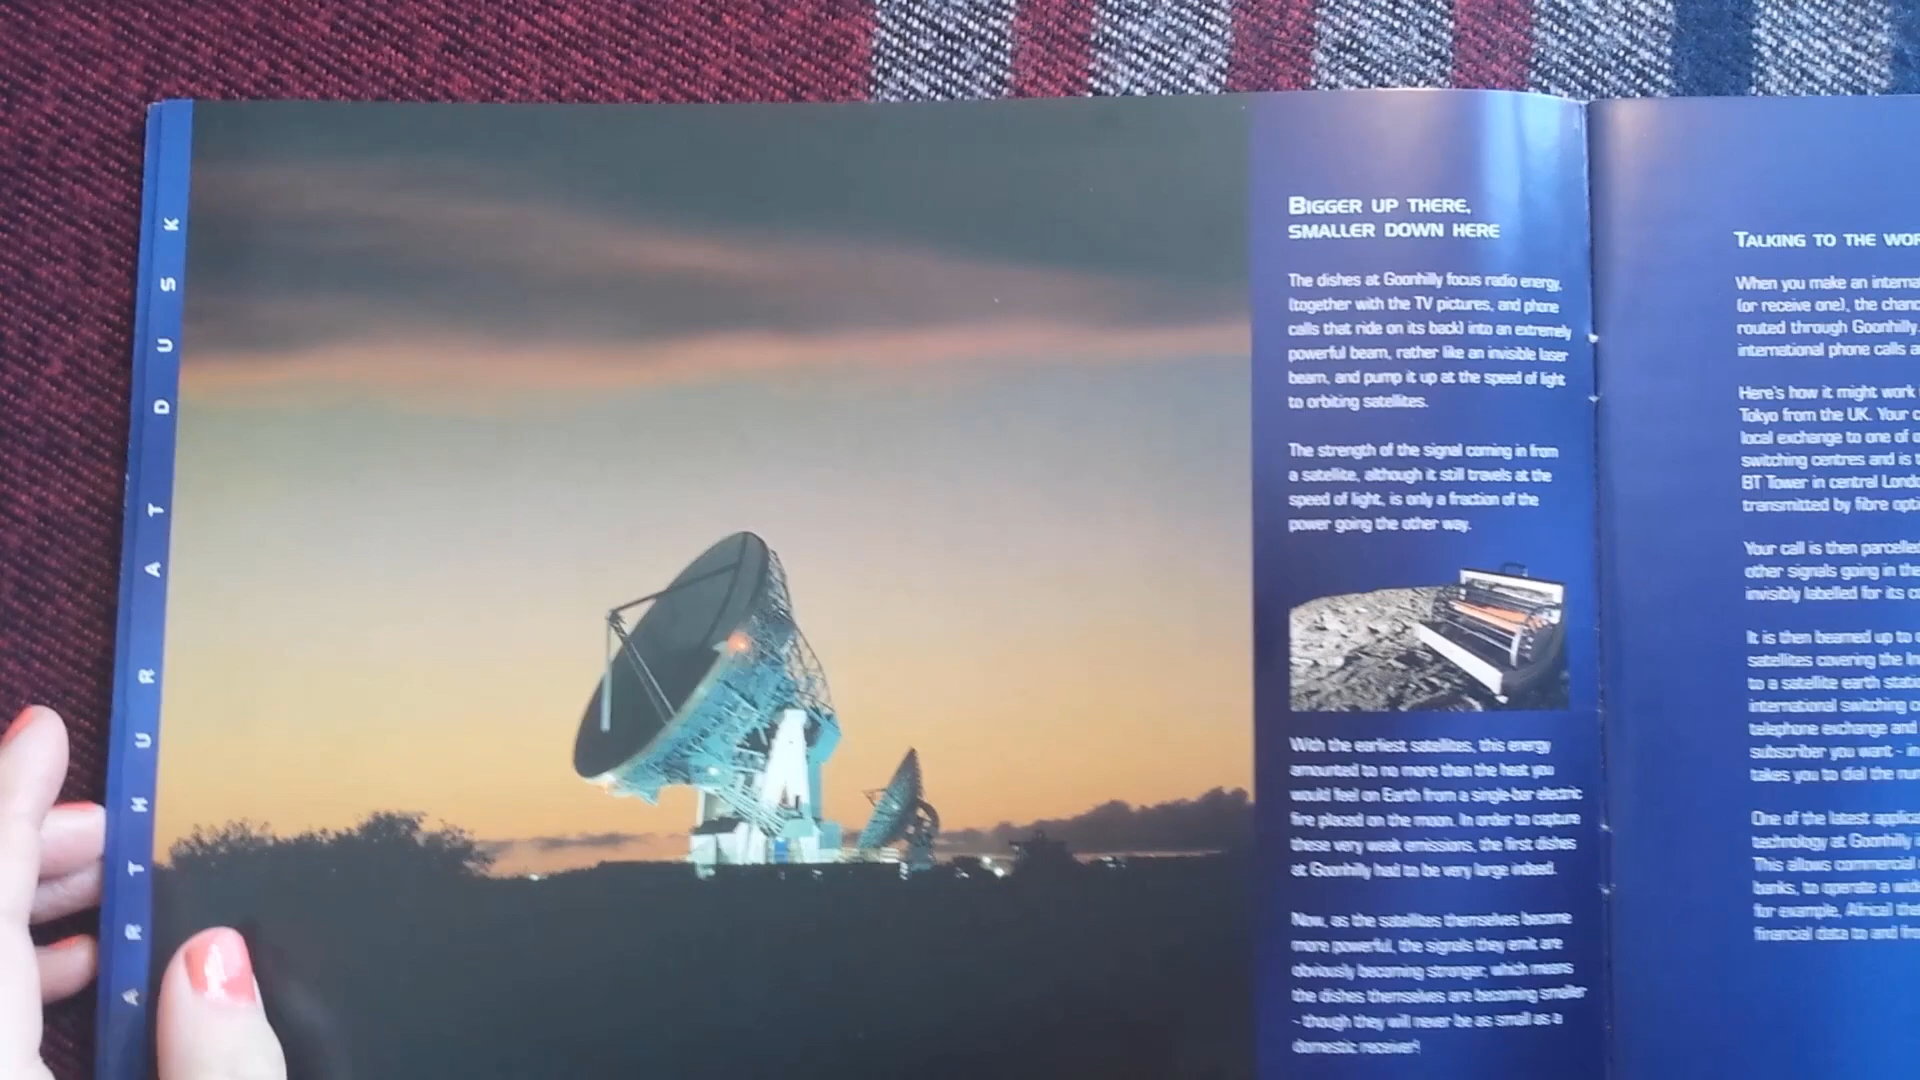 ARTHUR AT DUSK
BIGGER UP THERE,
SMALLER DOWN HERE
The dishes at Goonhilly focus radio energy,
(together with the TV pictures, and phone
calls that ride on its back) into an extremely
powerful beam, rather like an invisible laser
beam, and pump it up at the speed of light
to orbiting satellites.
The strength of the signal coming in from
a satellite, although it still travels at the
speed of light, is only a fraction of the
power going the other way.
With the earliest satellites, this energy
amounted to no more than the heat you
would feel on Earth from a single-bar electric
fire placed on the moon. In order to capture
these very weak emissions, the first dishes
at Goonhilly had to be very large indeed.
Now, as the satellites themselves become
more powerful, the signals they emit are
obviously becoming stronger, which means
the dishes themselves are becoming smaller
- though they will never be as small as a
domestic receiver!
TALKING TO THE
When you make an
(or receive one), the
routed through Goonhilly
international phone calls
Here's how it might work
Tokyo from the UK. Your
local exchange to one of
switching centres and is
BT Tower in central
transmitted by fibre
Your call is then parcelled
other signals going in the
invisibly labelled for its
It is then beamed up to
satellites covering the
to a satellite earth
international switching
telephone exchange and
subscriber you want - in
takes you to dial the
One of the latest
technology at Goonhilly
This allows commercial
banks, to operate a
for example, Africa)
financial data to and